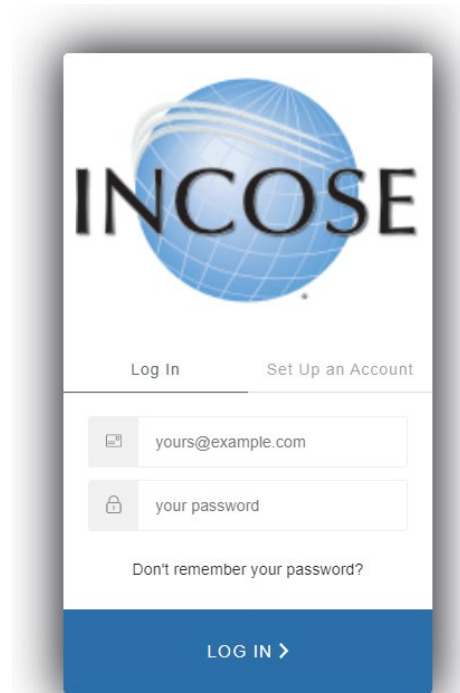 INCOSE
Log In Set Up an Account
yours@example.com
your password
Don't remember your password?
LOG IN